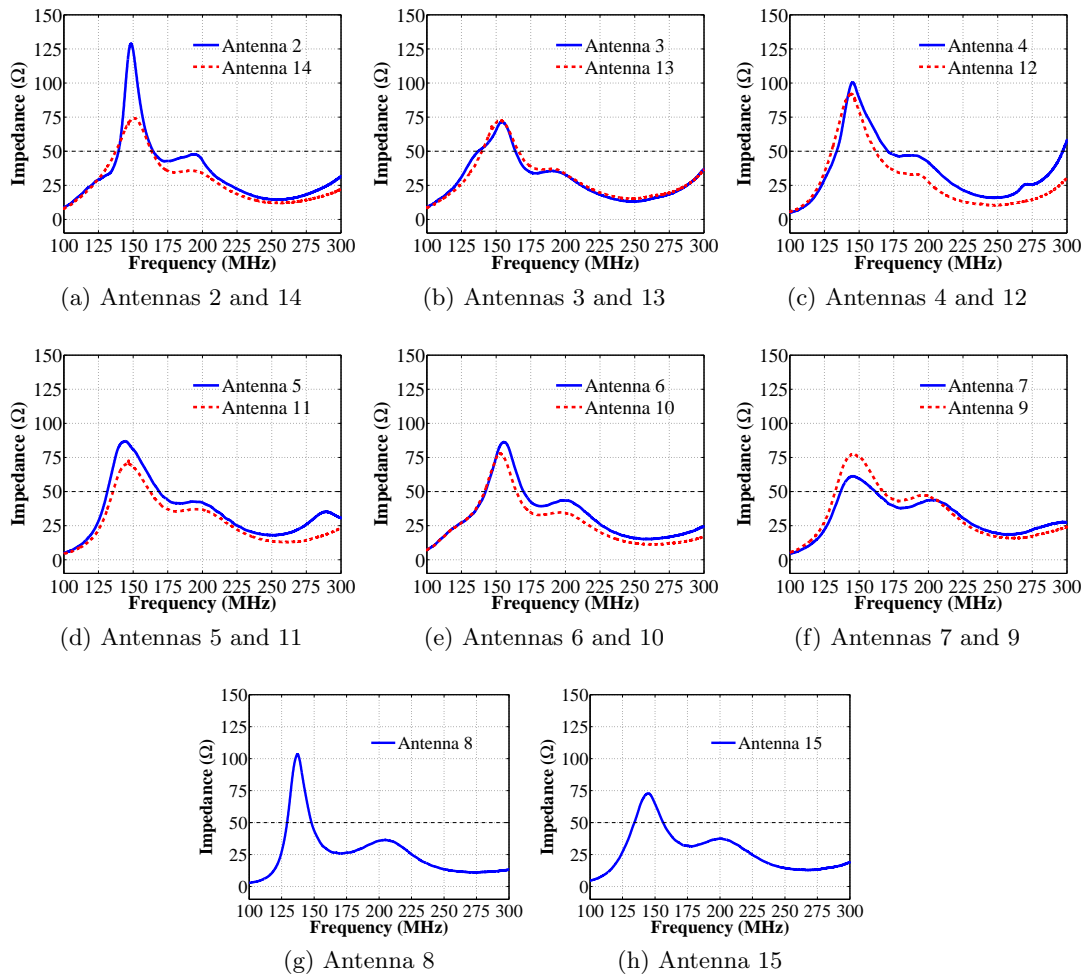 150
125
100
75
50
25
0
Impedance (Ω)
Antenna 2
Antenna 14
100 125 150 175 200 225 250 275 300
Frequency (MHz)
(a) Antennas 2 and 14
150
125
100
75
50
25
0
Impedance (Ω)
Antenna 3
Antenna 13
100 125 150 175 200 225 250 275 300
Frequency (MHz)
(b) Antennas 3 and 13
150
125
100
75
50
25
0
Impedance (Ω)
Antenna 4
Antenna 12
100 125 150 175 200 225 250 275 300
Frequency (MHz)
(c) Antennas 4 and 12
150
125
100
75
50
25
0
Impedance (Ω)
Antenna 5
Antenna 11
100 125 150 175 200 225 250 275 300
Frequency (MHz)
(d) Antennas 5 and 11
150
125
100
75
50
25
0
Impedance (Ω)
Antenna 6
Antenna 10
100 125 150 175 200 225 250 275 300
Frequency (MHz)
(e) Antennas 6 and 10
150
125
100
75
50
25
0
Impedance (Ω)
Antenna 7
Antenna 9
100 125 150 175 200 225 250 275 300
Frequency (MHz)
(f) Antennas 7 and 9
150
125
100
75
50
25
0
Impedance (Ω)
Antenna 8
100 125 150 175 200 225 250 275 300
Frequency (MHz)
(g) Antenna 8
150
125
100
75
50
25
0
Impedance (Ω)
Antenna 15
100 125 150 175 200 225 250 275 300
Frequency (MHz)
(h) Antenna 15